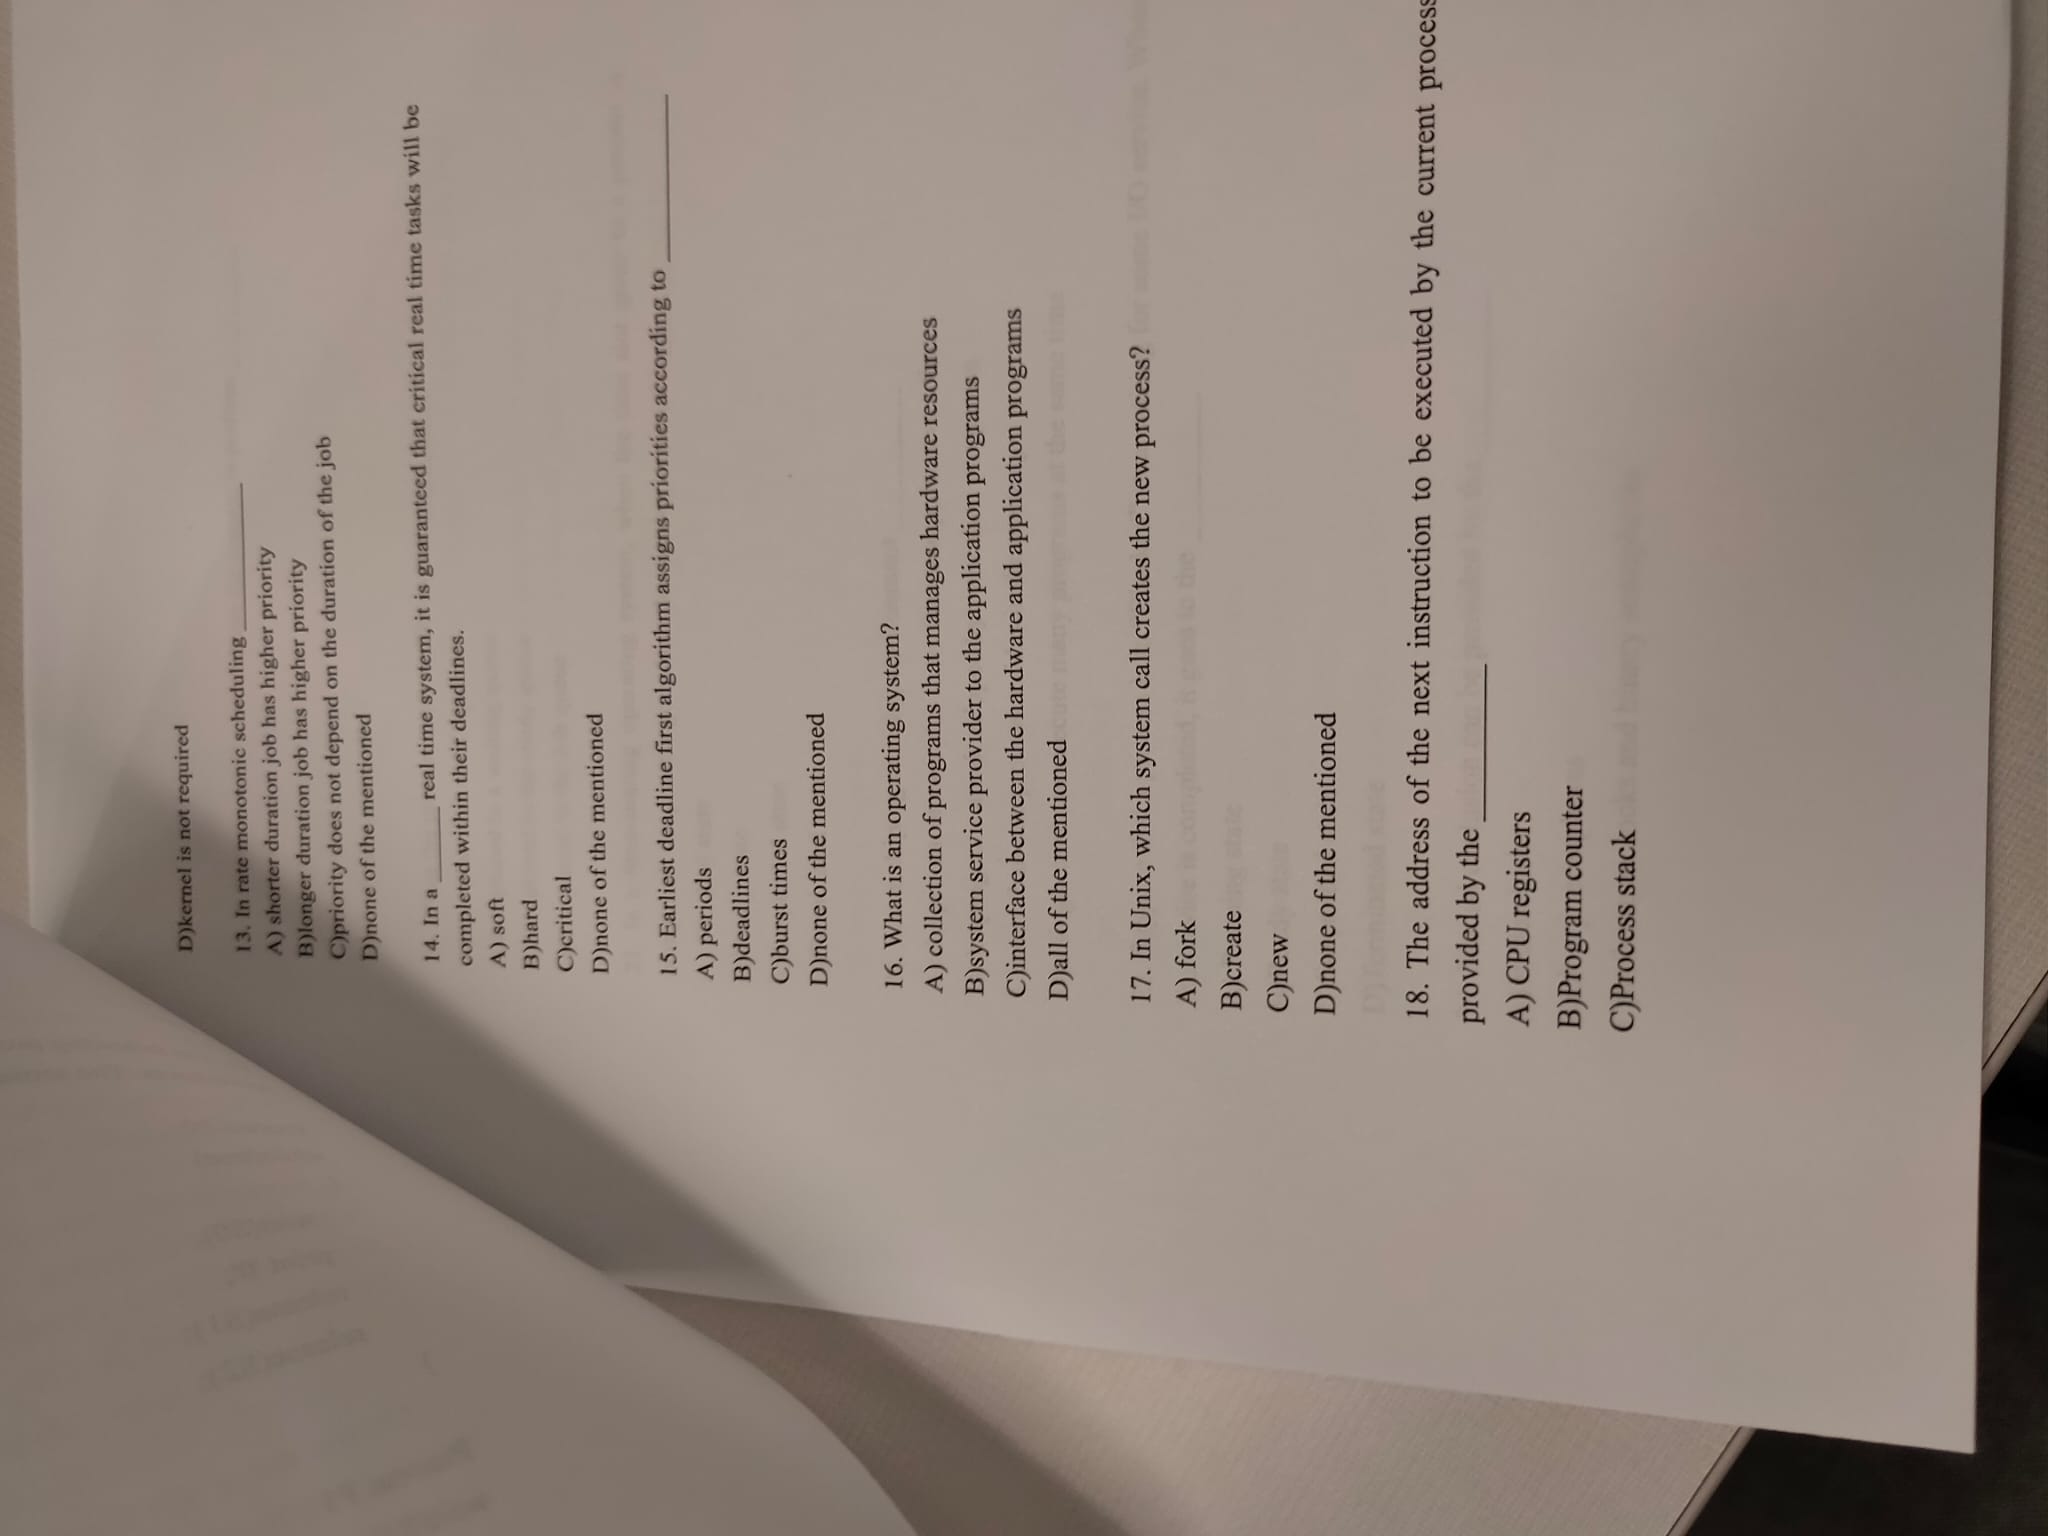 D)kernel is not required
13. In rate monotonic scheduling ________
A) shorter duration job has higher priority
B)longer duration job has higher priority
C)priority does not depend on the duration of the job
D)none of the mentioned
14. In a ____ real time system, it is guaranteed that critical real time tasks will be
completed within their deadlines.
A) soft
B)hard
C)critical
D)none of the mentioned
15. Earliest deadline first algorithm assigns priorities according to ________
A) periods
B)deadlines
C)burst times
D)none of the mentioned
16. What is an operating system?
A) collection of programs that manages hardware resources
B)system service provider to the application programs
C)interface between the hardware and application programs
D)all of the mentioned
17. In Unix, which system call creates the new process?
A) fork
B)create
C)new
D)none of the mentioned
18. The address of the next instruction to be executed by the current process
provided by the ________
A) CPU registers
B)Program counter
C)Process stack